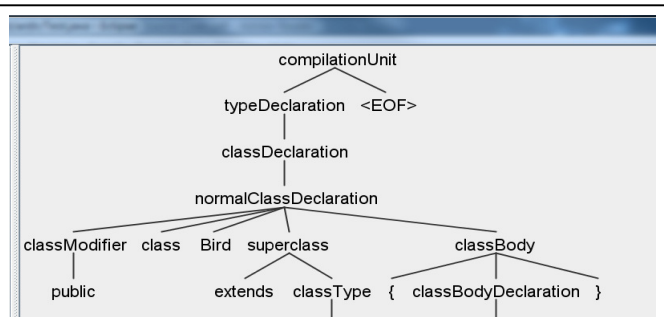 compilationUnit
typeDeclaration <EOF>
classDeclaration
normalClassDeclaration
classModifier class Bird superclass classBody
public extends classType { classBodyDeclaration }